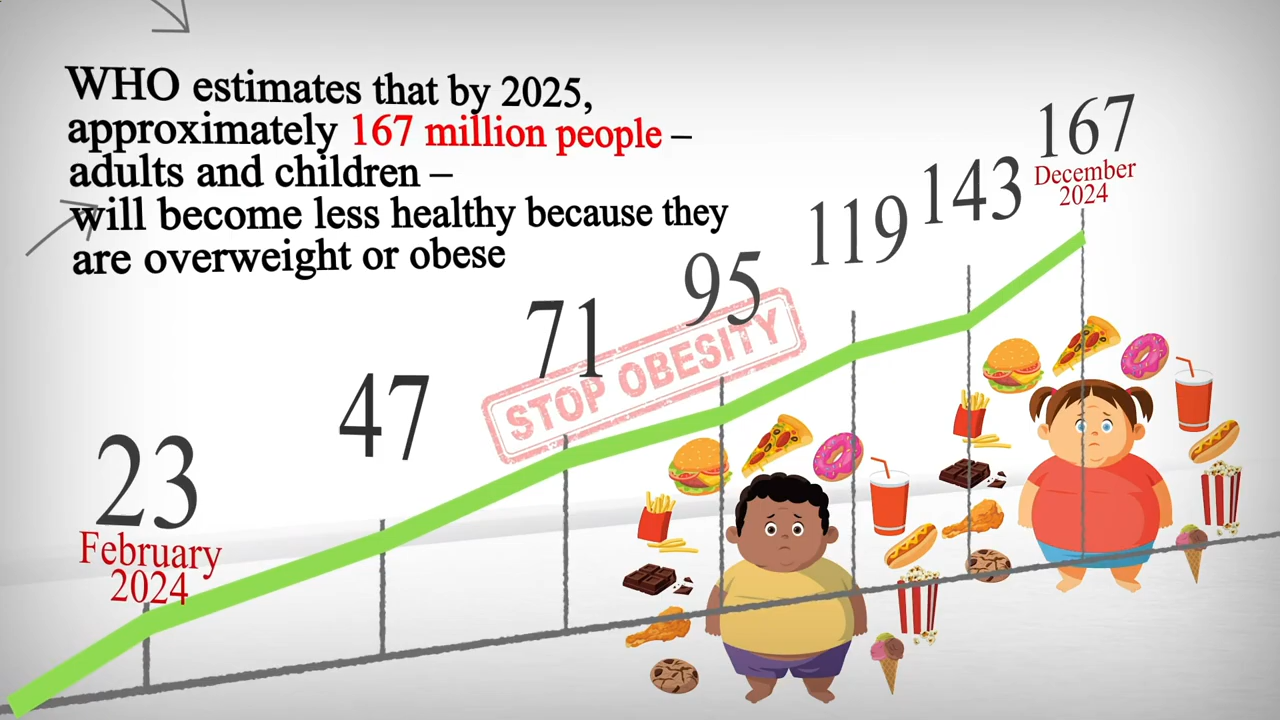 WHO estimates that by 2025,
approximately 167 million people –
adults and children –
will become less healthy because they
are overweight or obese
23
February
2024
47
71
95
119
143
167
December
2024
STOP OBESITY